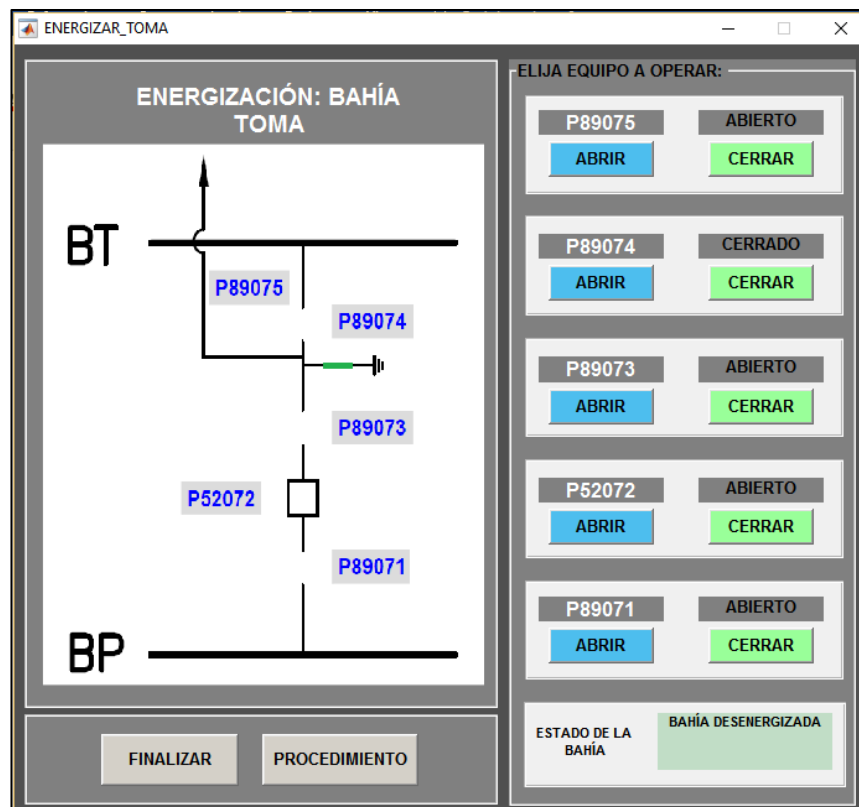 ENERGIZAR_TOMA
ENERGIZACIÓN: BAHÍA
TOMA
BT
P89075
P89074
P89073
P52072
P89071
BP
FINALIZAR
PROCEDIMIENTO
ELIJA EQUIPO A OPERAR:
P89075 ABIERTO
ABRIR CERRAR
P89074 CERRADO
ABRIR CERRAR
P89073 ABIERTO
ABRIR CERRAR
P52072 ABIERTO
ABRIR CERRAR
P89071 ABIERTO
ABRIR CERRAR
ESTADO DE LA
BAHÍA
BAHÍA DESENERGIZADA